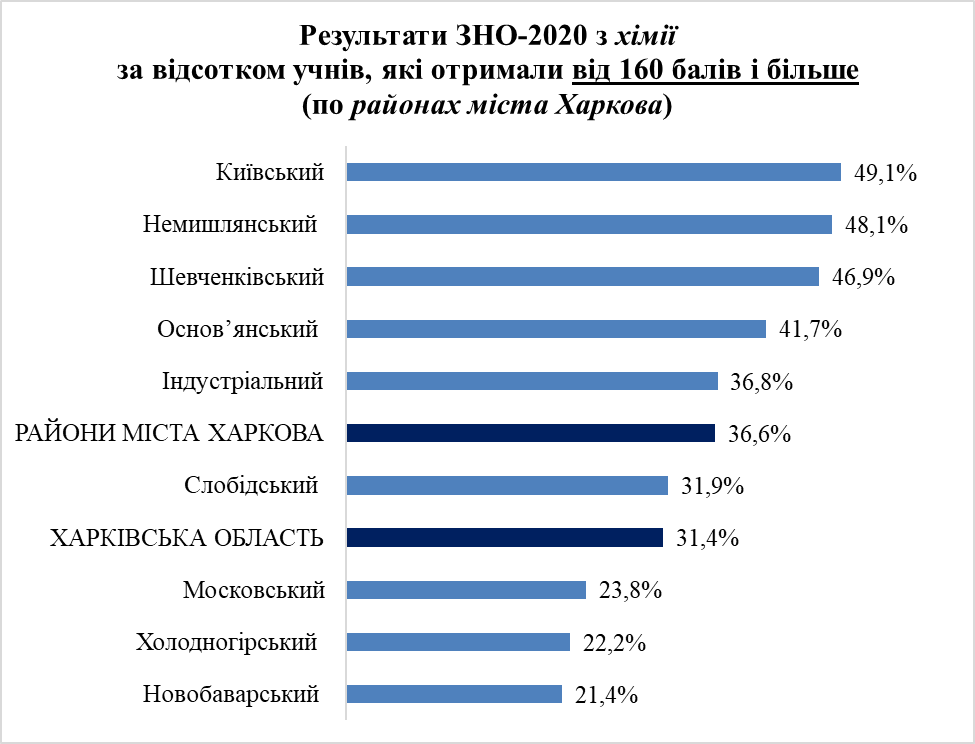 Результати ЗНО-2020 з хімії
за відсотком учнів, які отримали від 160 балів і більше
(по районах міста Харкова)
Київський 49,1%
Немишлянський 48,1%
Шевченківський 46,9%
Основ’янський 41,7%
Індустріальний 36,8%
РАЙОНИ МІСТА ХАРКОВА 36,6%
Слобідський 31,9%
ХАРКІВСЬКА ОБЛАСТЬ 31,4%
Московський 23,8%
Холодногірський 22,2%
Новобаварський 21,4%